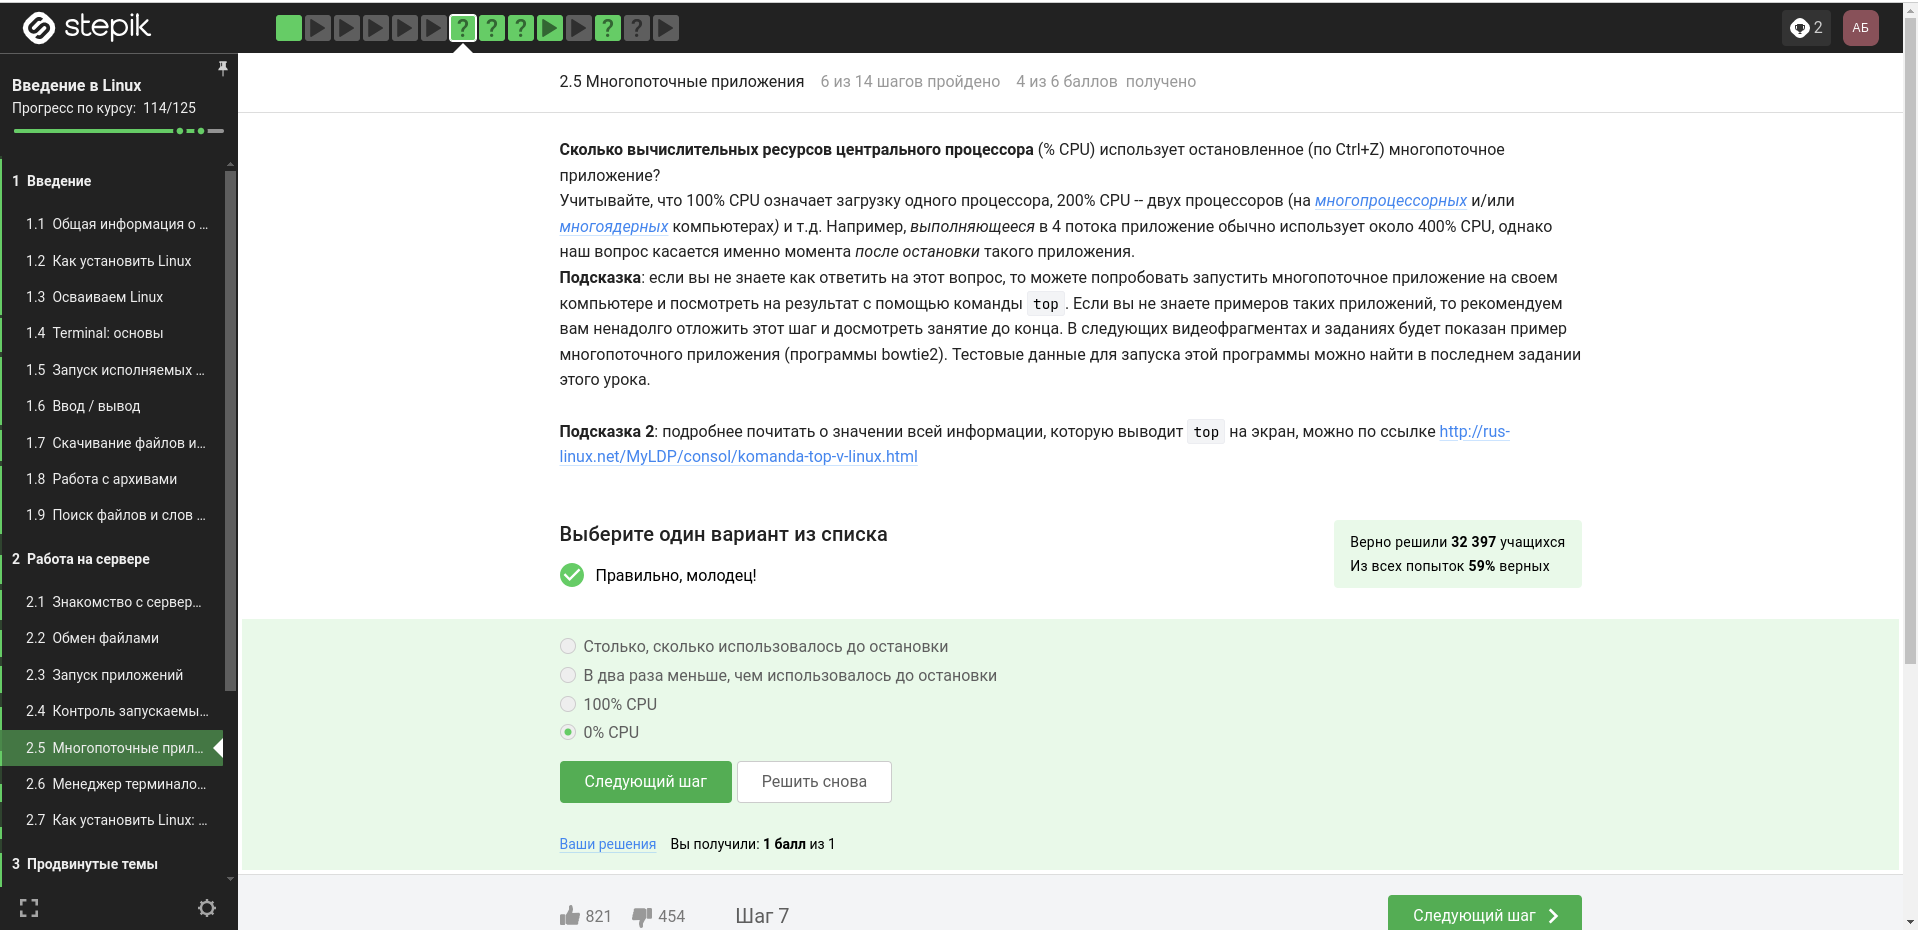 stepik
? ? ? ? ?
2
АБ
Введение в Linux
Прогресс по курсу: 114/125
1 Введение
1.1 Общая информация о ...
1.2 Как установить Linux
1.3 Осваиваем Linux
1.4 Terminal: основы
1.5 Запуск исполняемых ...
1.6 Ввод / вывод
1.7 Скачивание файлов и...
1.8 Работа с архивами
1.9 Поиск файлов и слов ...
2 Работа на сервере
2.1 Знакомство с сервер...
2.2 Обмен файлами
2.3 Запуск приложений
2.4 Контроль запускаемы...
2.5 Многопоточные прил...
2.6 Менеджер терминало...
2.7 Как установить Linux: ...
3 Продвинутые темы
2.5 Многопоточные приложения 6 из 14 шагов пройдено 4 из 6 баллов получено
Сколько вычислительных ресурсов центрального процессора (% CPU) использует остановленное (по Ctrl+Z) многопоточное
приложение?
Учитывайте, что 100% CPU означает загрузку одного процессора, 200% CPU -- двух процессоров (на многопроцессорных и/или
многоядерных компьютерах) и т.д. Например, выполняющееся в 4 потока приложение обычно использует около 400% CPU, однако
наш вопрос касается именно момента после остановки такого приложения.
Подсказка: если вы не знаете как ответить на этот вопрос, то можете попробовать запустить многопоточное приложение на своем
компьютере и посмотреть на результат с помощью команды top. Если вы не знаете примеров таких приложений, то рекомендуем
вам ненадолго отложить этот шаг и досмотреть занятие до конца. В следующих видеофрагментах и заданиях будет показан пример
многопоточного приложения (программы bowtie2). Тестовые данные для запуска этой программы можно найти в последнем задании
этого урока.
Подсказка 2: подробнее почитать о значении всей информации, которую выводит top на экран, можно по ссылке http://rus-
linux.net/MyLDP/consol/komanda-top-v-linux.html
Выберите один вариант из списка
Правильно, молодец!
Верно решили 32 397 учащихся
Из всех попыток 59% верных
Столько, сколько использовалось до остановки
В два раза меньше, чем использовалось до остановки
100% CPU
0% CPU
Следующий шаг
Решить снова
Ваши решения Вы получили: 1 балл из 1
821 454 Шаг 7
Следующий шаг